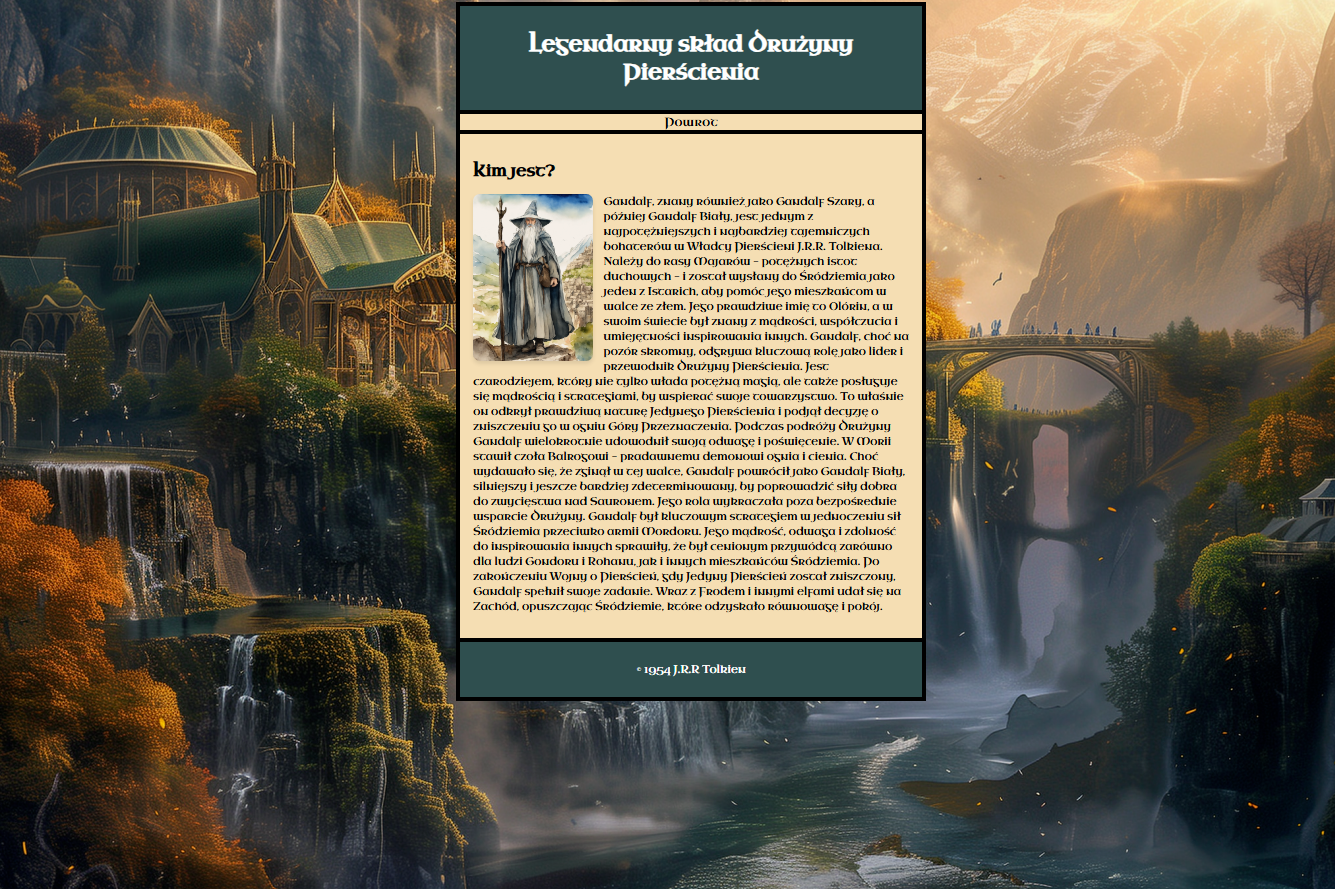 Legendarny skład Drużyny
Pierścienia
Powrót
Kim jest?
Gandalf, znany również jako Gandalf Szary, a
później Gandalf Biały, jest jednym z
najpotężniejszych i najbardziej tajemniczych
bohaterów w Władcy Pierścieni J.R.R. Tolkiena.
Należy do rasy Majarów – potężnych istot
duchowych – i został wysłany do Śródziemia jako
jeden z Istarich, aby pomóc jego mieszkańcom w
walce ze złem. Jego prawdziwe imię to Olórin, a w
swoim świecie był znany z mądrości, współczucia i
umiejętności inspirowania innych. Gandalf, choć na
pozór skromny, odgrywa kluczową rolę jako lider i
przewodnik Drużyny Pierścienia. Jest
czarodziejem, który nie tylko włada potężną magią, ale także posługuje
się mądrością i strategiami, by wspierać swoje towarzystwo. To właśnie
on odkrył prawdziwą naturę Jedynego Pierścienia i podjął decyzję o
zniszczeniu go w ogniu Góry Przeznaczenia. Podczas podróży Drużyny
Gandalf wielokrotnie udowodnił swoją odwagę i poświęcenie. W Morii
stawił czoła Balrogowi – pradawnemu demonowi ognia i cienia. Choć
wydawało się, że zginął w tej walce, Gandalf powrócił jako Gandalf Biały,
silniejszy i jeszcze bardziej zdeterminowany, by poprowadzić siły dobra
do zwycięstwa nad Sauronem. Jego rola wykraczała poza bezpośrednie
wsparcie Drużyny. Gandalf był kluczowym strategiem w jednoczeniu sił
Śródziemia przeciwko armii Mordoru. Jego mądrość, odwaga i zdolność
do inspirowania innych sprawiły, że był cenionym przywódcą zarówno
dla ludzi Gondoru i Rohanu, jak i innych mieszkańców Śródziemia. Po
zakończeniu Wojny o Pierścień, gdy Jedyny Pierścień został zniszczony,
Gandalf spełnił swoje zadanie. Wraz z Frodem i innymi elfami udał się na
Zachód, opuszczając Śródziemie, które odzyskało równowagę i pokój.
© 1954 J.R.R Tolkien